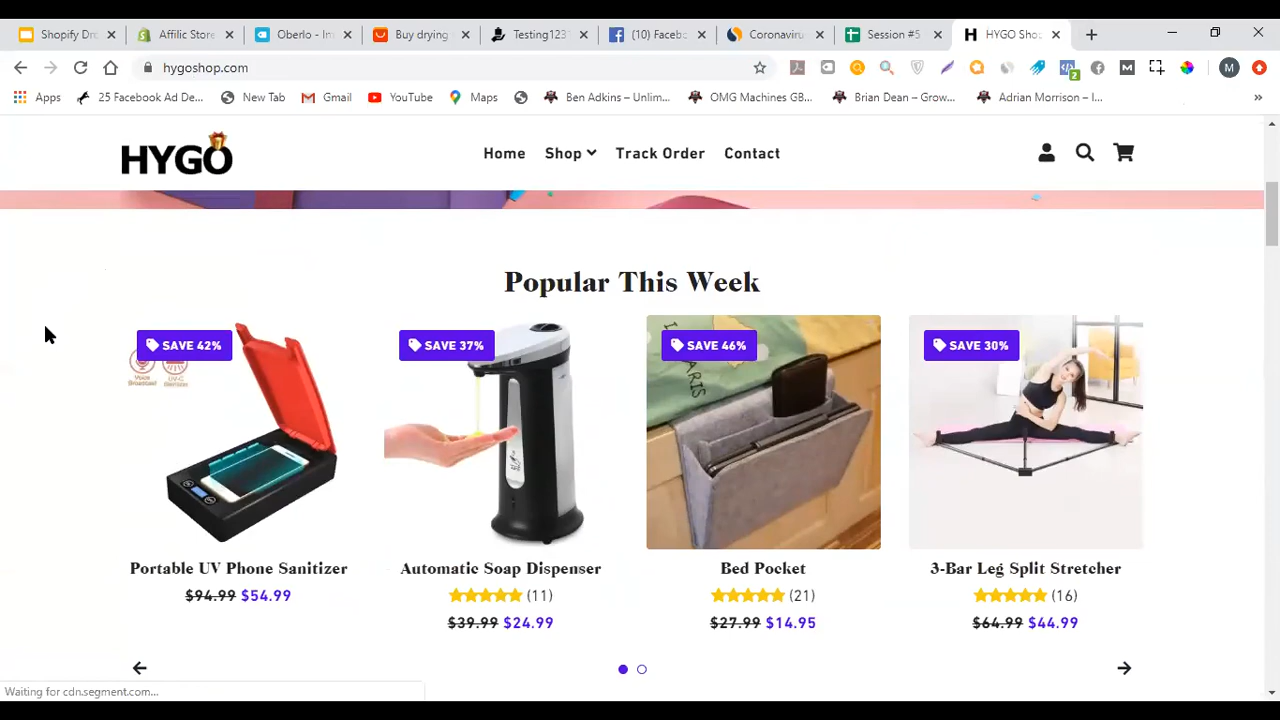 Shopify Dr
Affilic Store
Oberlo - In
Buy drying
Testing123
(10) Faceb
Coronaviru
Session #5
HYGO Sho
hygoshop.com
M
M
2
Apps
25 Facebook Ad De...
New Tab
Gmail
YouTube
Maps
Ben Adkins – Unlim...
OMG Machines GB...
Brian Dean – Grow...
Adrian Morrison – I...
HYGO
Home
Shop
Track Order
Contact
Popular This Week
SAVE 42%
SAVE 37%
SAVE 46%
SAVE 30%
Voice Broadcast
ARIS
Portable UV Phone Sanitizer
Automatic Soap Dispenser
Bed Pocket
3-Bar Leg Split Stretcher
$94.99 $54.99
(11)
(21)
(16)
$39.99 $24.99
$27.99 $14.95
$64.99 $44.99
Waiting for cdn.segment.com...